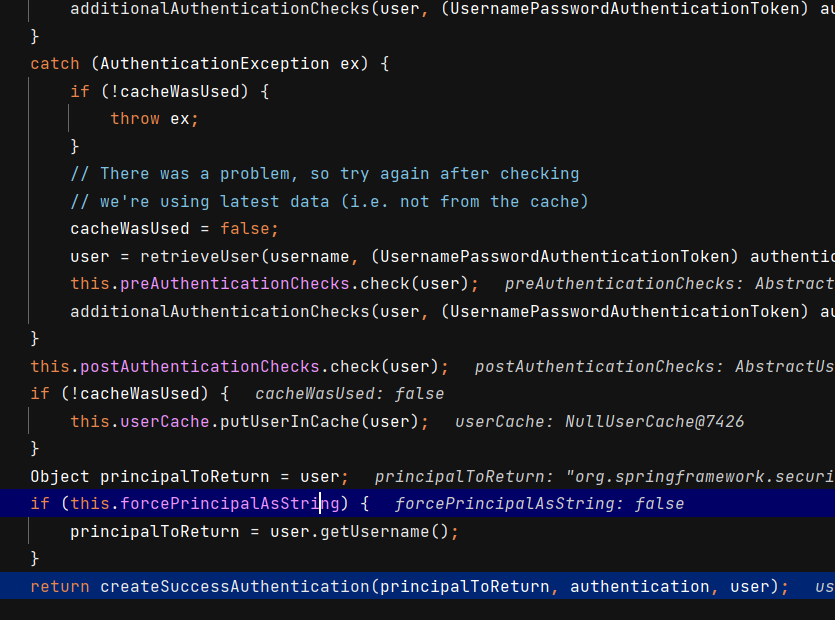 additionalAuthenticationChecks(user, (UsernamePasswordAuthenticationToken) au
}
catch (AuthenticationException ex) {
if (!cacheWasUsed) {
throw ex;
}
// There was a problem, so try again after checking
// we're using latest data (i.e. not from the cache)
cacheWasUsed = false;
user = retrieveUser(username, (UsernamePasswordAuthenticationToken) authentic
this.preAuthenticationChecks.check(user); preAuthenticationChecks: Abstract
additionalAuthenticationChecks(user, (UsernamePasswordAuthenticationToken) au
}
this.postAuthenticationChecks.check(user); postAuthenticationChecks: AbstractUs
if (!cacheWasUsed) { cacheWasUsed: false
this.userCache.putUserInCache(user); userCache: NullUserCache@7426
}
Object principalToReturn = user; principalToReturn: "org.springframework.securi
if (this.forcePrincipalAsString) { forcePrincipalAsString: false
principalToReturn = user.getUsername();
}
return createSuccessAuthentication(principalToReturn, authentication, user); us